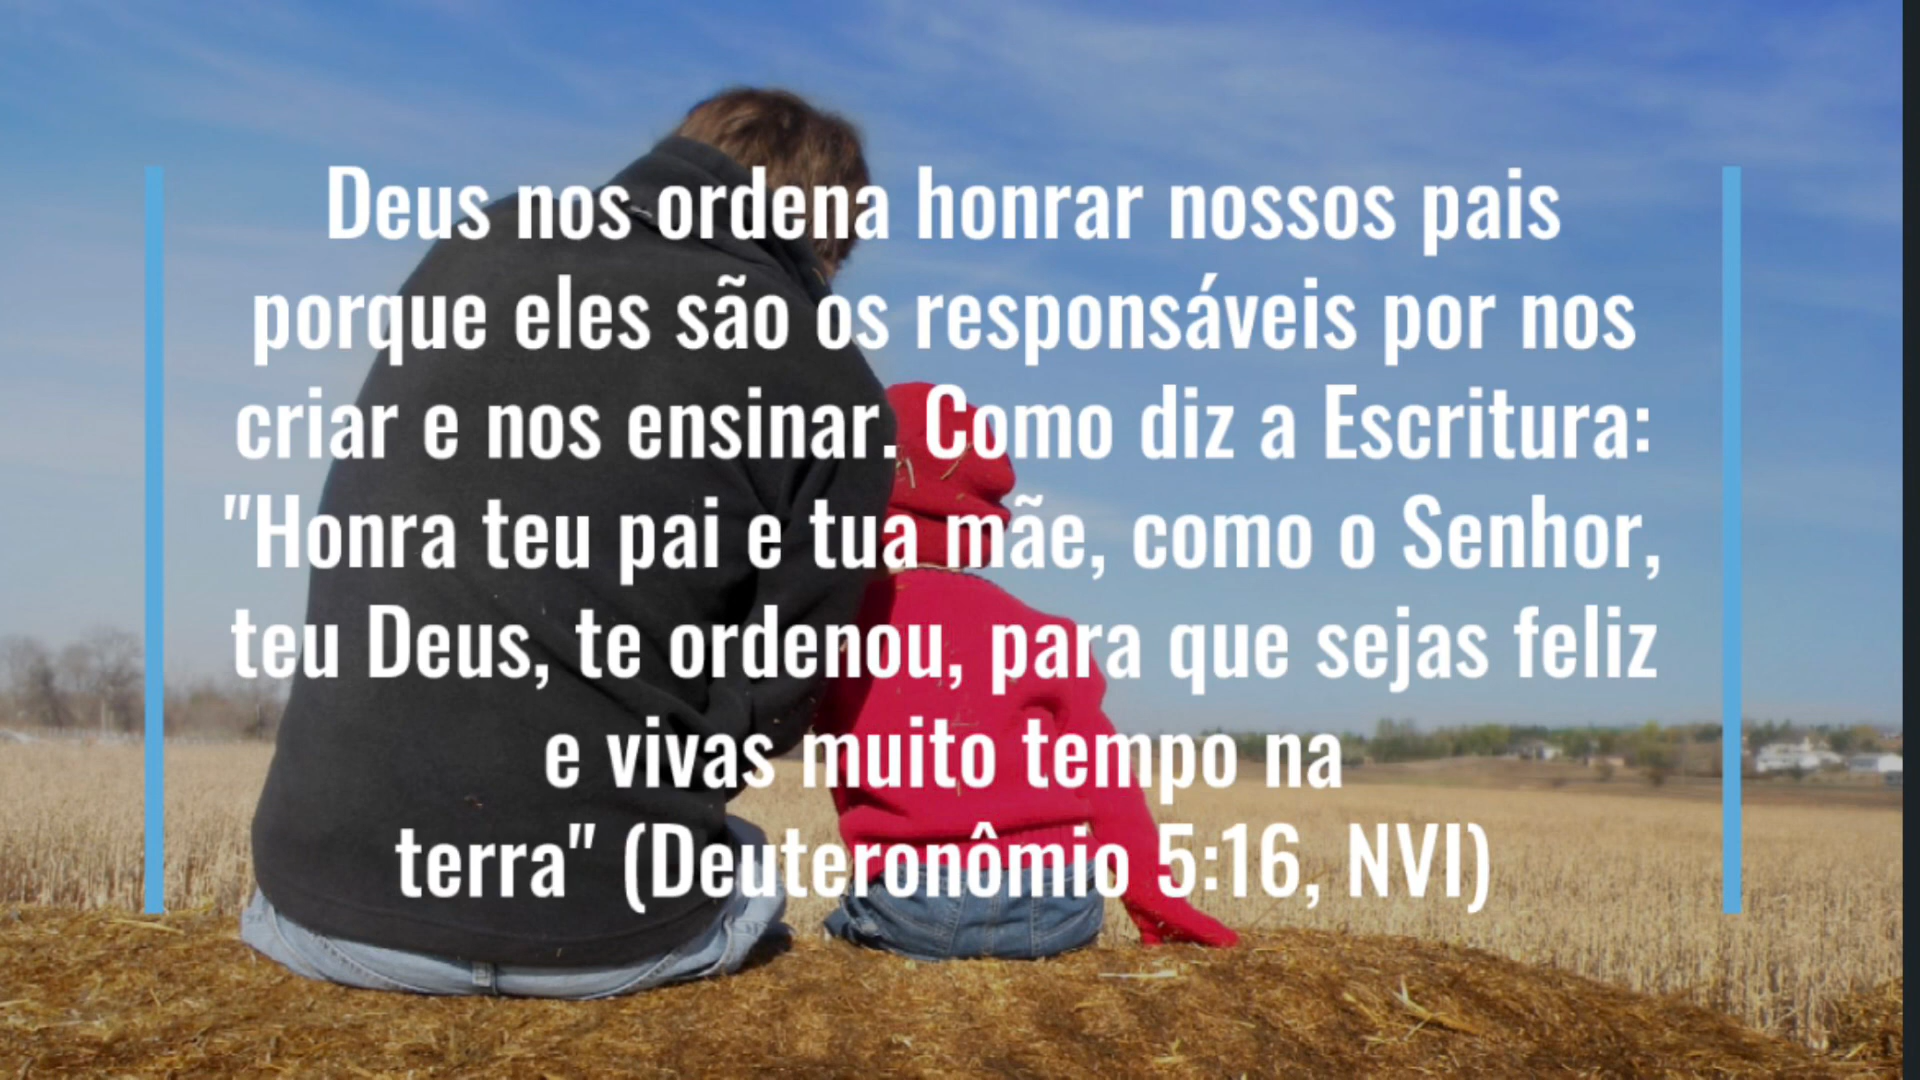 Deus nos ordena honrar nossos pais
porque eles são os responsáveis por nos
criar e nos ensinar. Como diz a Escritura:
"Honra teu pai e tua mãe, como o Senhor,
teu Deus, te ordenou, para que sejas feliz
e vivas muito tempo na
terra" (Deuteronômio 5:16, NVI)